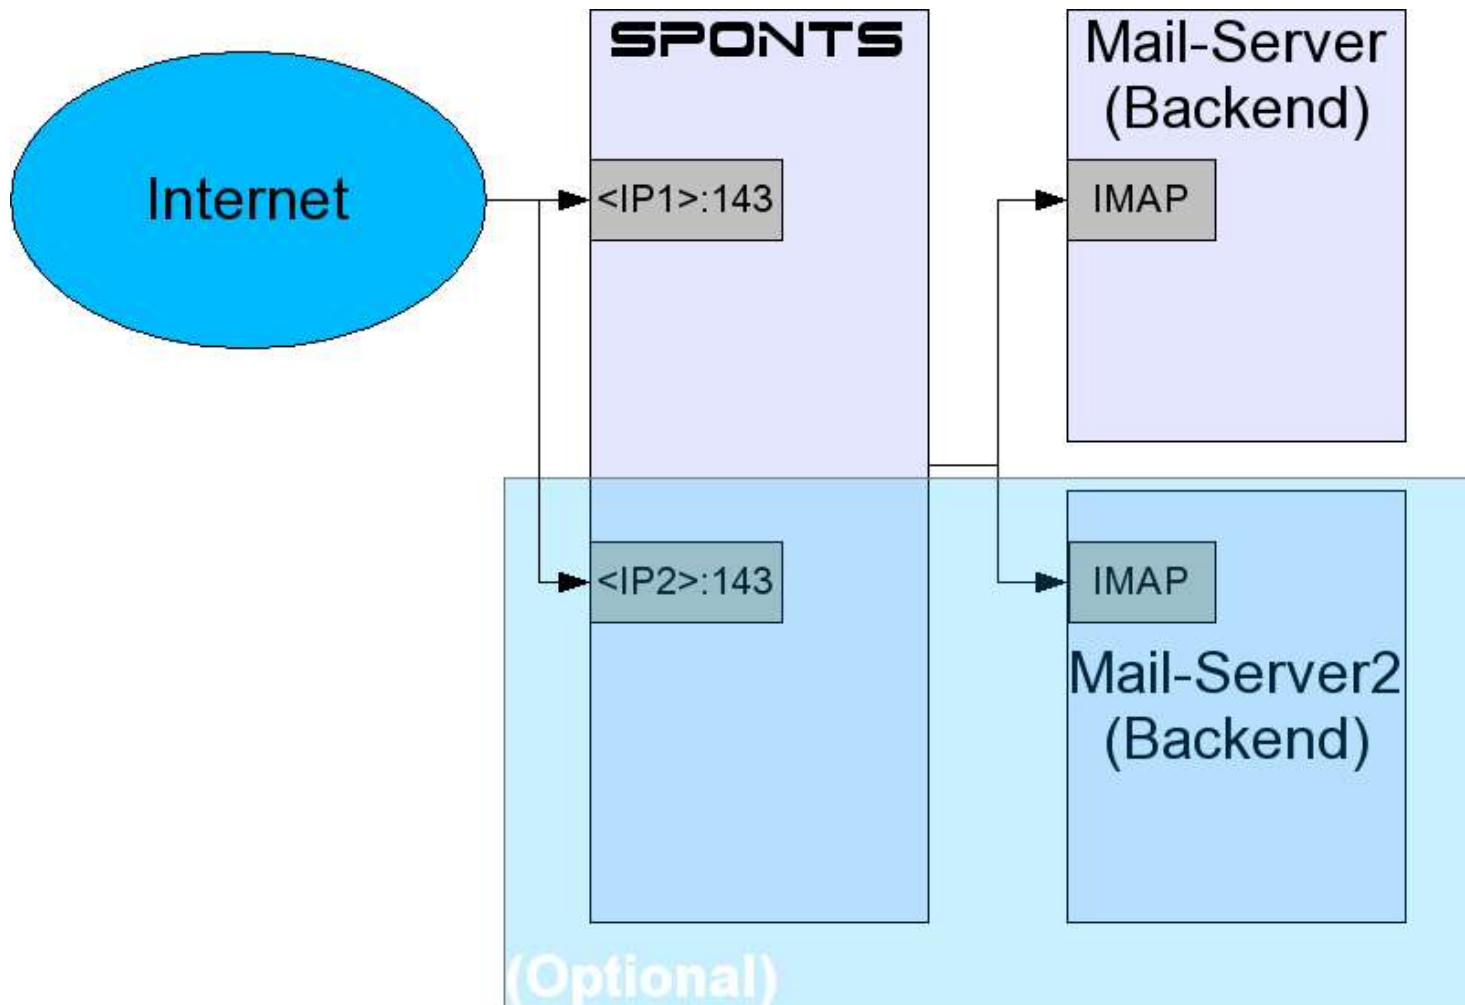 SPONTS
Mail-Server
(Backend)
Internet
<IP1>:143
IMAP
<IP2>:143
IMAP
Mail-Server2
(Backend)
(Optional)